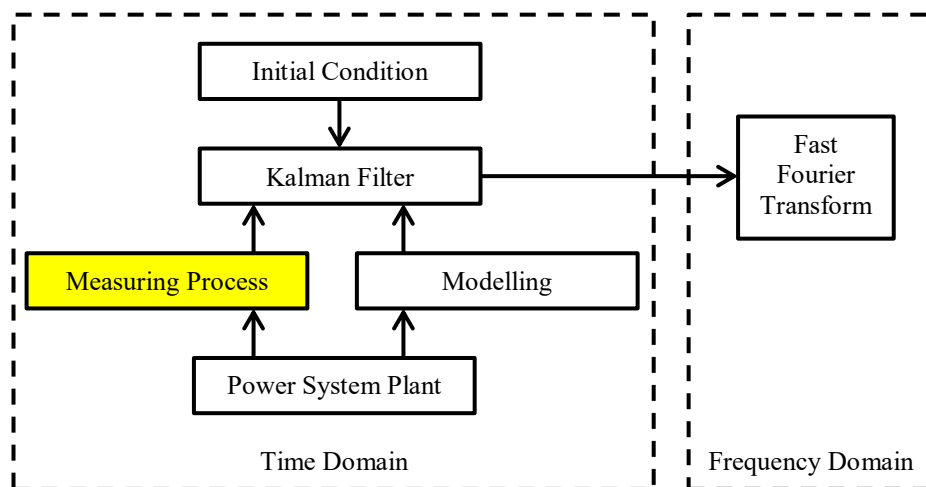 Initial Condition
Kalman Filter
Fast
Fourier
Transform
Measuring Process
Modelling
Power System Plant
Time Domain
Frequency Domain